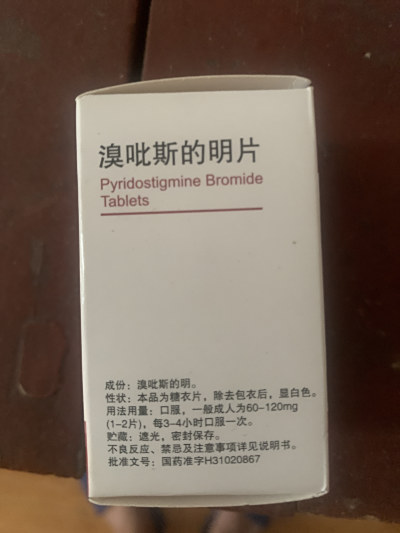 溴吡斯的明片
Pyridostigmine Bromide
Tablets
成份：溴吡斯的明。
性状：本品为糖衣片，除去包衣后，显白色。
用法用量：口服，一般成人为60-120mg
(1-2片)，每3-4小时口服一次。
贮藏：遮光，密封保存。
不良反应、禁忌及注意事项详见说明书。
批准文号：国药准字H31020867